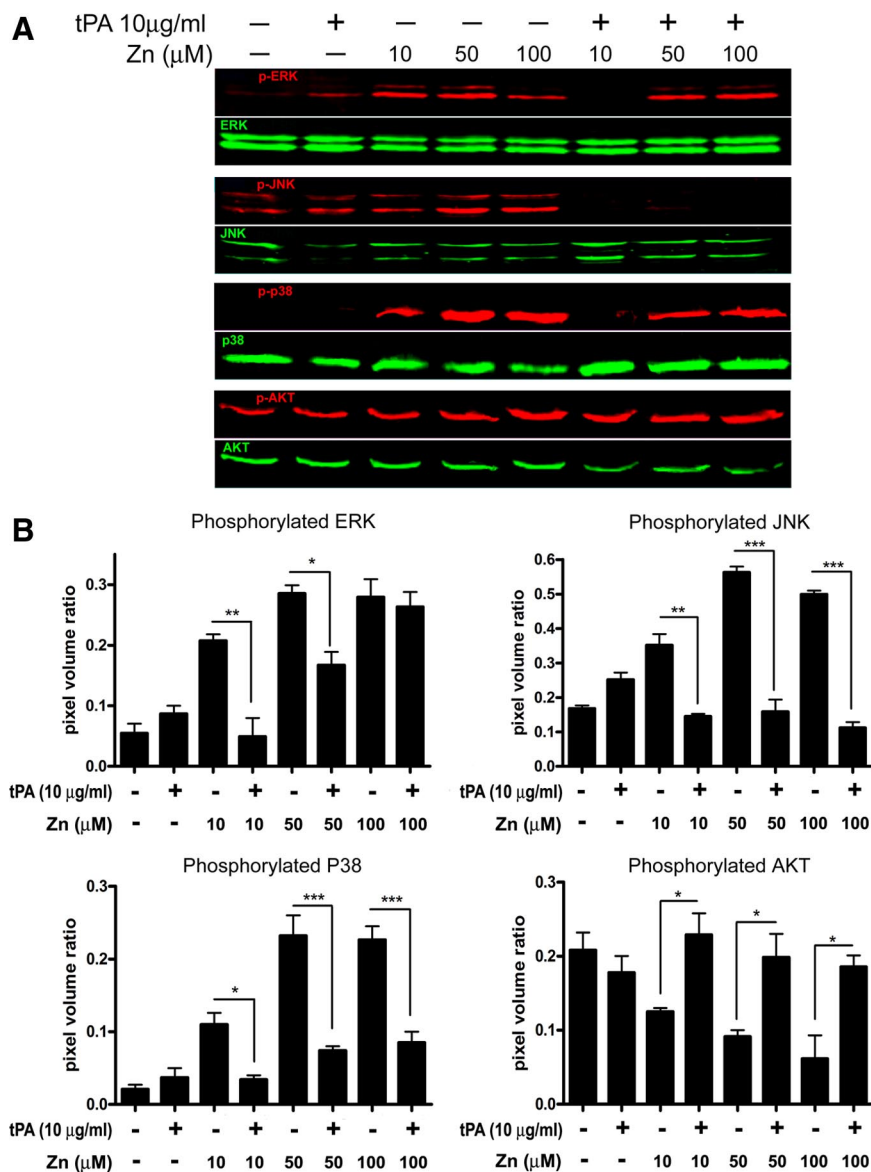 A
tPA 10μg/ml — + — — — + + +
Zn (μM) — — 10 50 100 10 50 100
p-ERK
ERK
p-JNK
JNK
p-p38
p38
p-AKT
AKT
B
Phosphorylated ERK
pixel volume ratio
0.3
0.2
0.1
0.0
** *
tPA (10 μg/ml) - + - + - + - +
Zn (μM) - - 10 10 50 50 100 100
Phosphorylated JNK
pixel volume ratio
0.6
0.5
0.4
0.3
0.2
0.1
0.0
** *** ***
tPA (10 μg/ml) - + - + - + - +
Zn (μM) - - 10 10 50 50 100 100
Phosphorylated P38
pixel volume ratio
0.3
0.2
0.1
0.0
* *** ***
tPA (10 μg/ml) - + - + - + - +
Zn (μM) - - 10 10 50 50 100 100
Phosphorylated AKT
pixel volume ratio
0.3
0.2
0.1
0.0
* * *
tPA (10 μg/ml) - + - + - + - +
Zn (μM) - - 10 10 50 50 100 100